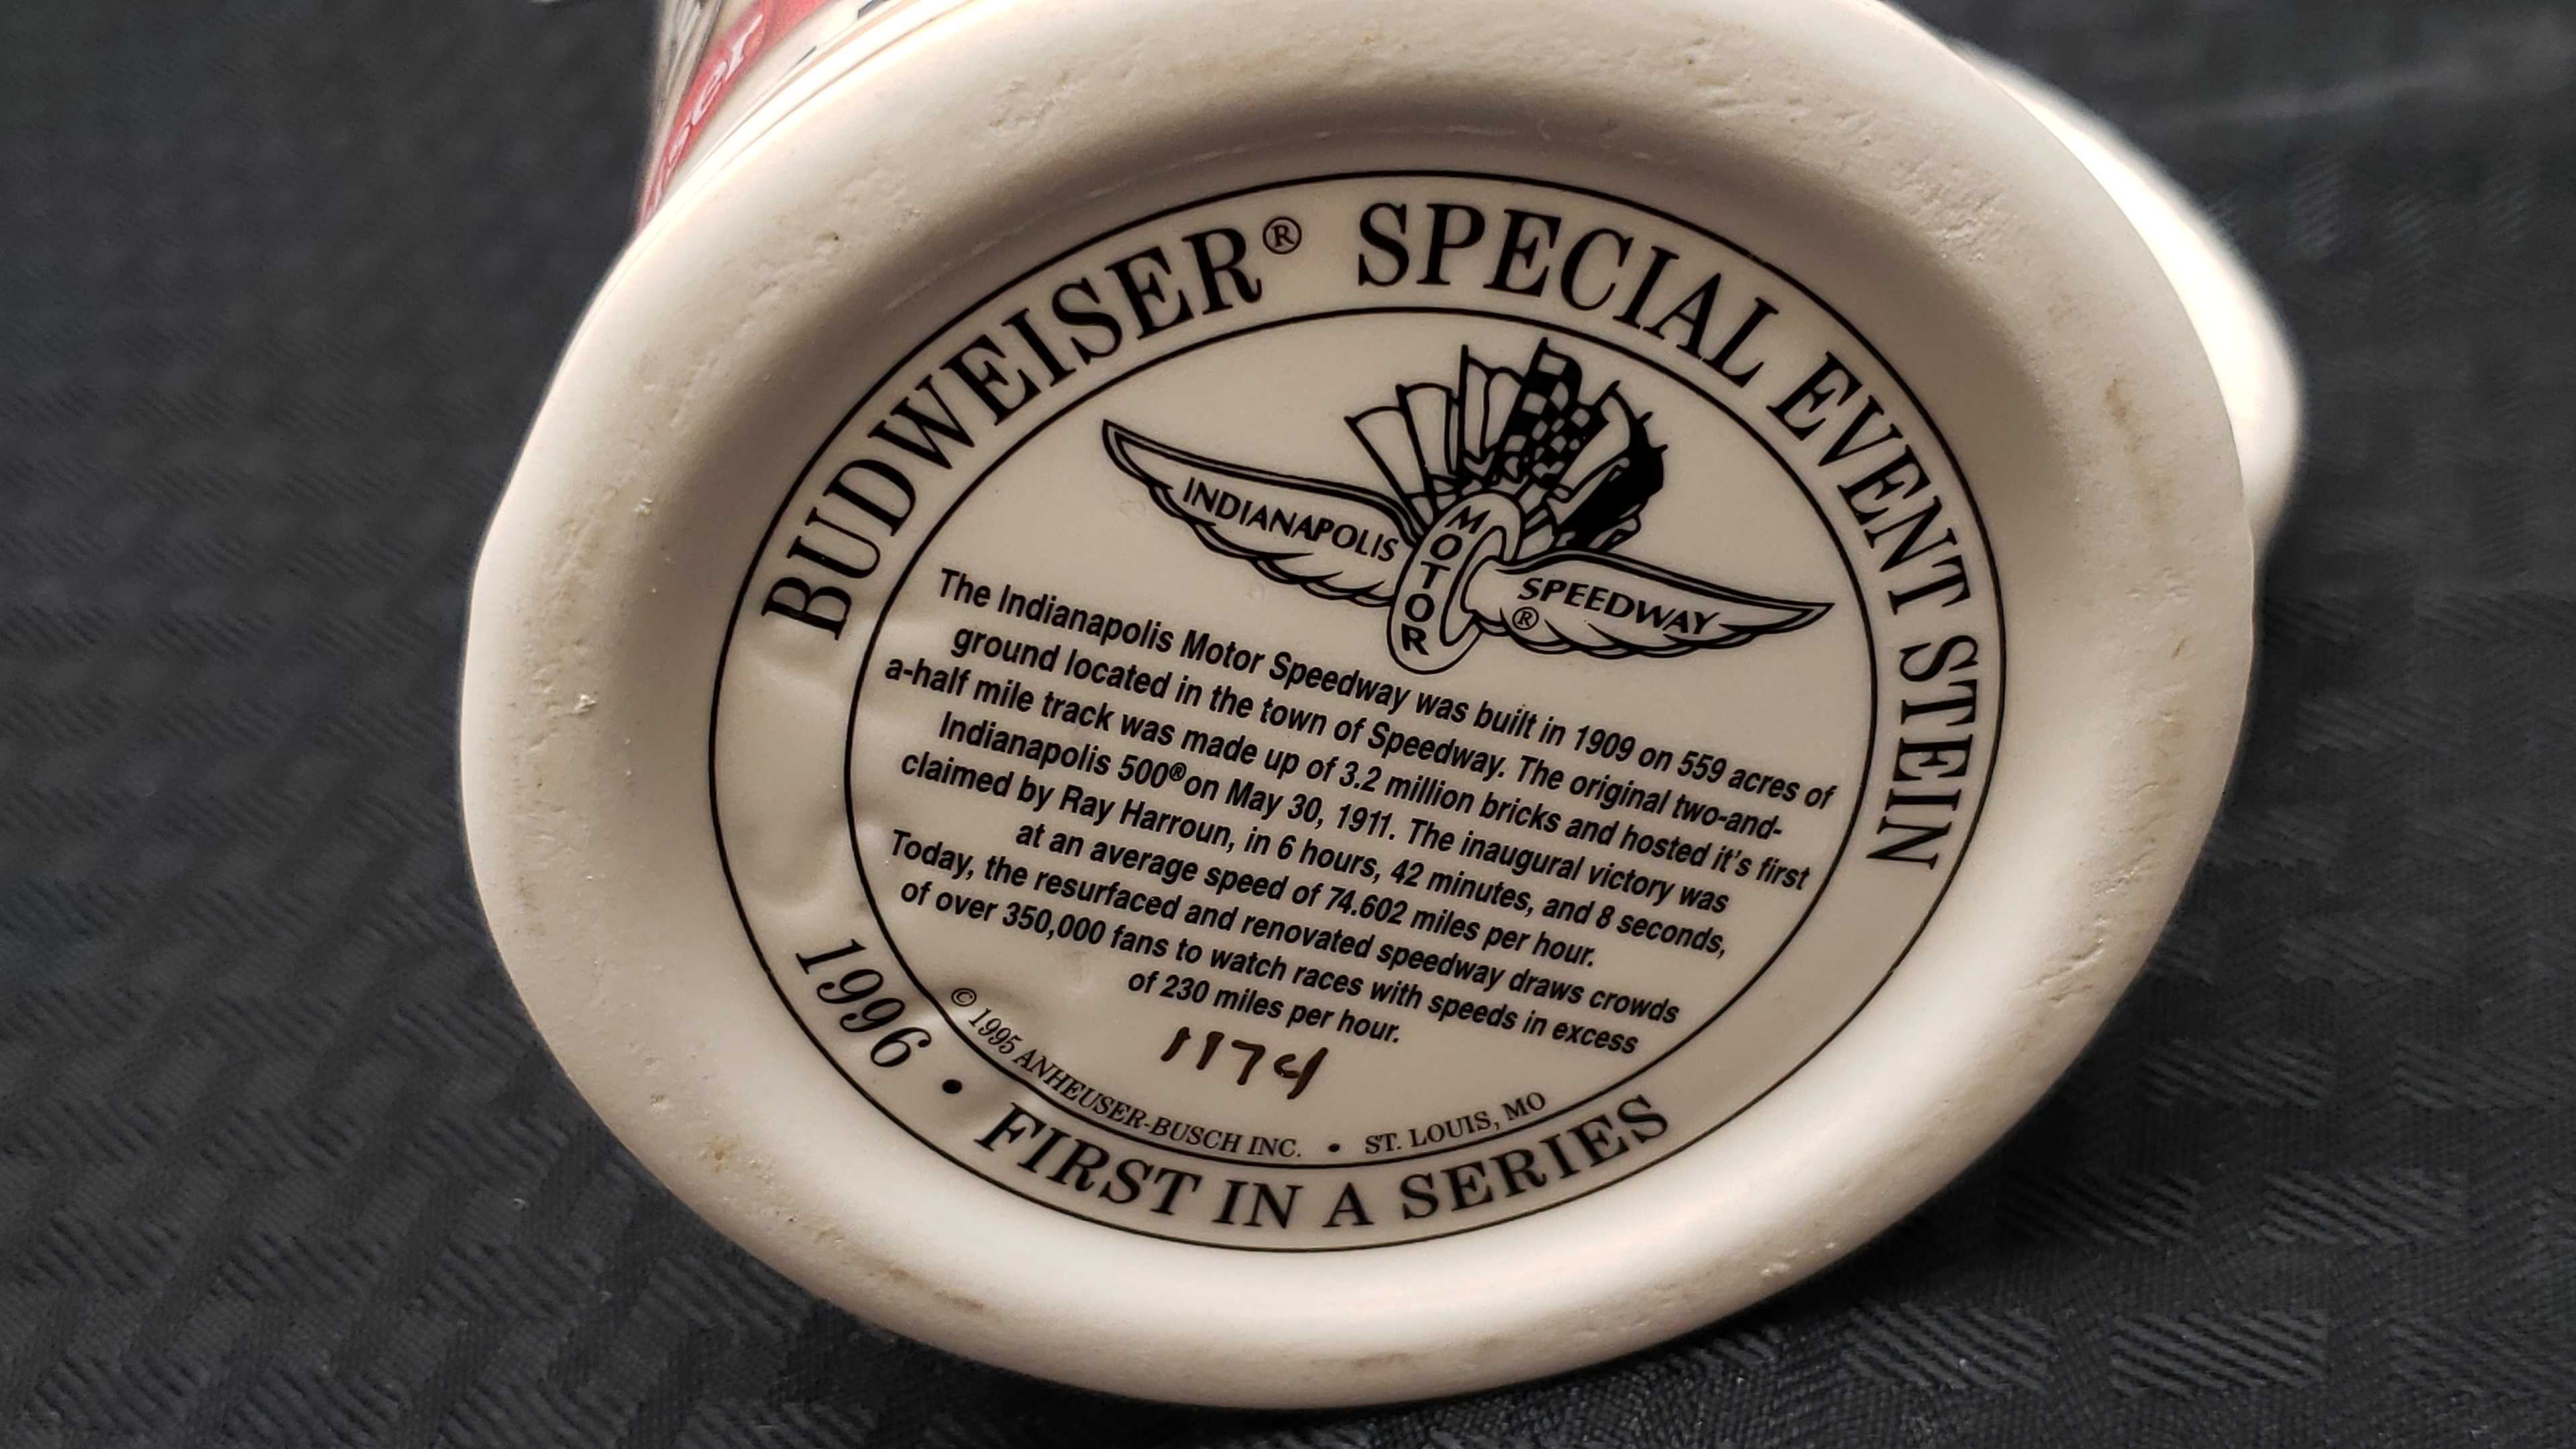 BUDWEISER® SPECIAL EVENT STEIN
INDIANAPOLIS
MOTOR
SPEEDWAY
®
The Indianapolis Motor Speedway was built in 1909 on 559 acres of
ground located in the town of Speedway. The original two-and-
a-half mile track was made up of 3.2 million bricks and hosted it's first
Indianapolis 500® on May 30, 1911. The inaugural victory was
claimed by Ray Harroun, in 6 hours, 42 minutes, and 8 seconds,
at an average speed of 74.602 miles per hour.
Today, the resurfaced and renovated speedway draws crowds
of over 350,000 fans to watch races with speeds in excess
of 230 miles per hour.
1174
© 1995 ANHEUSER-BUSCH INC. • ST. LOUIS, MO
1996 • FIRST IN A SERIES